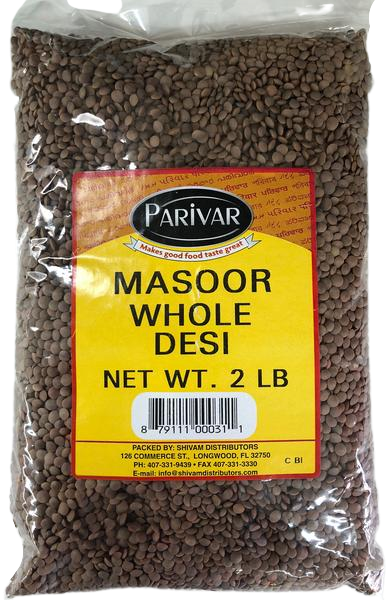 PARIVAR
Makes good food taste great
MASOOR
WHOLE
DESI
NET WT. 2 LB
8 79111 00031 1
PACKED BY: SHIVAM DISTRIBUTORS
126 COMMERCE ST., LONGWOOD, FL 32750
PH: 407-331-9439 • FAX 407-331-3330
C BI
E-mail: info@shivamdistributors.com